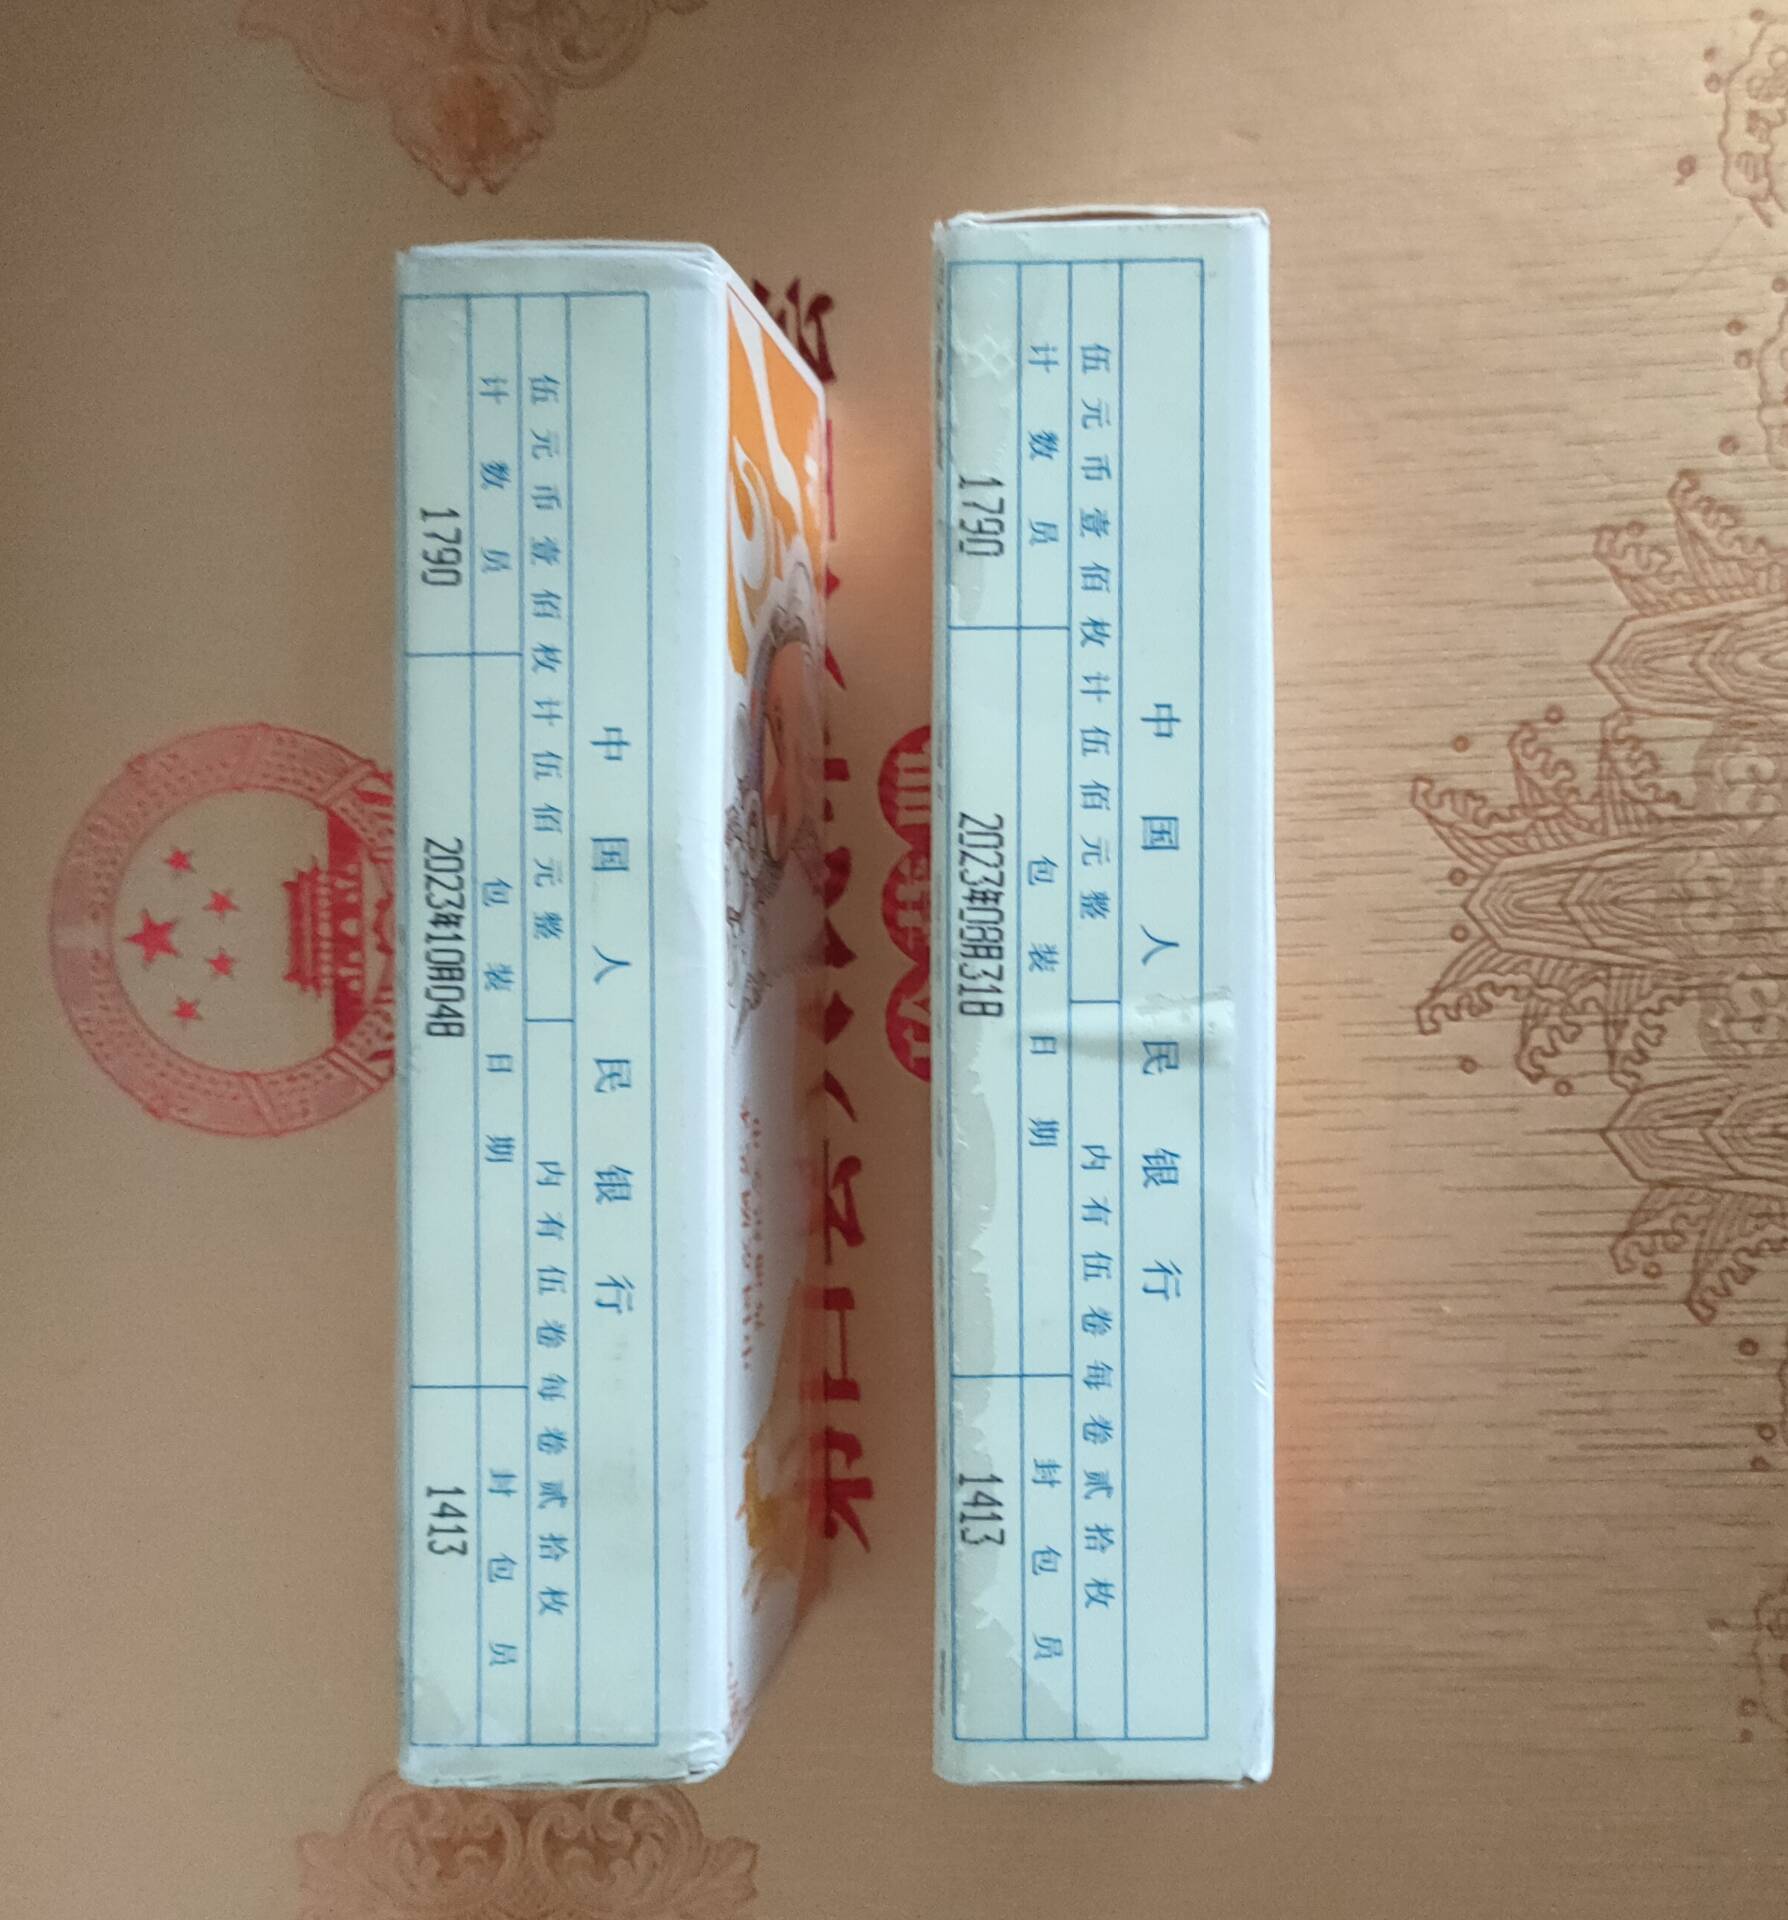 中国人民银行
伍元币壹佰枚计伍佰元整 内有伍卷每卷贰拾枚
计数员 包装日期 封包员
1790 2023年10月04日 1413
中国人民银行
伍元币壹佰枚计伍佰元整 内有伍卷每卷贰拾枚
计数员 包装日期 封包员
1790 2023年08月31日 1413